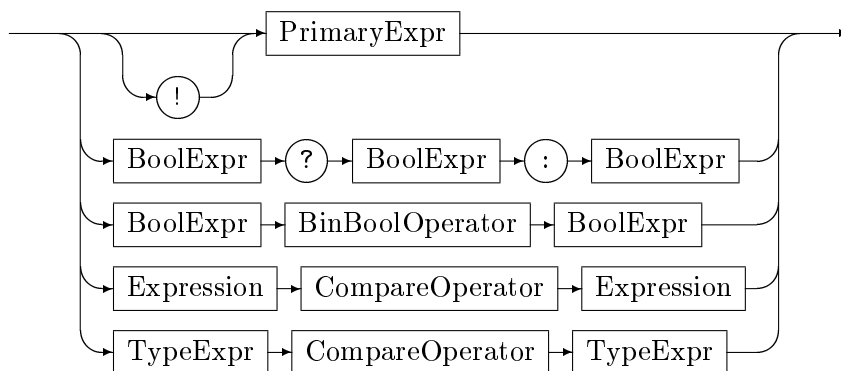 PrimaryExpr
!
BoolExpr ? BoolExpr : BoolExpr
BoolExpr BinBoolOperator BoolExpr
Expression CompareOperator Expression
TypeExpr CompareOperator TypeExpr